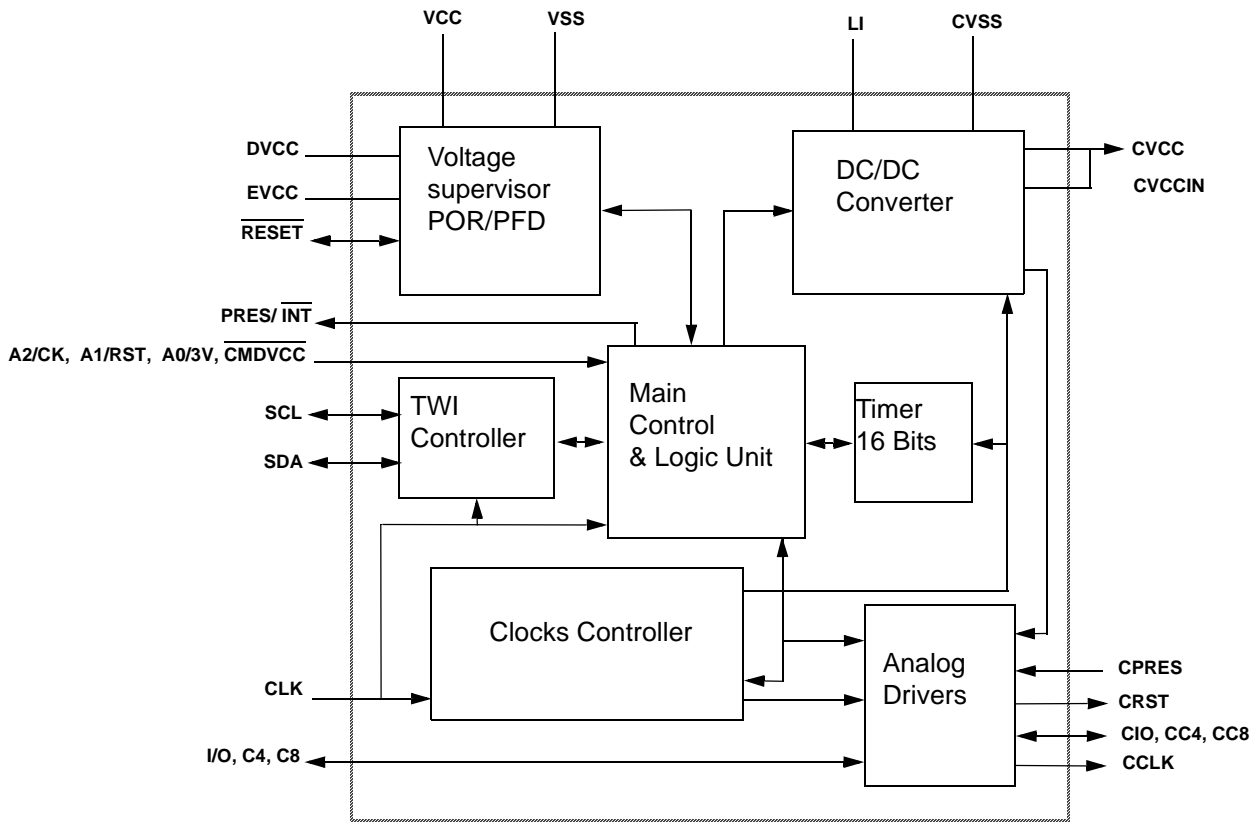 VCC
VSS
LI
CVSS
DVCC
EVCC
RESET
Voltage
supervisor
POR/PFD
DC/DC
Converter
CVCC
CVCCIN
PRES/ INT
A2/CK, A1/RST, A0/3V, CMDVCC
SCL
SDA
TWI
Controller
Main
Control
& Logic Unit
Timer
16 Bits
Clocks Controller
CLK
I/O, C4, C8
Analog
Drivers
CPRES
CRST
CIO, CC4, CC8
CCLK